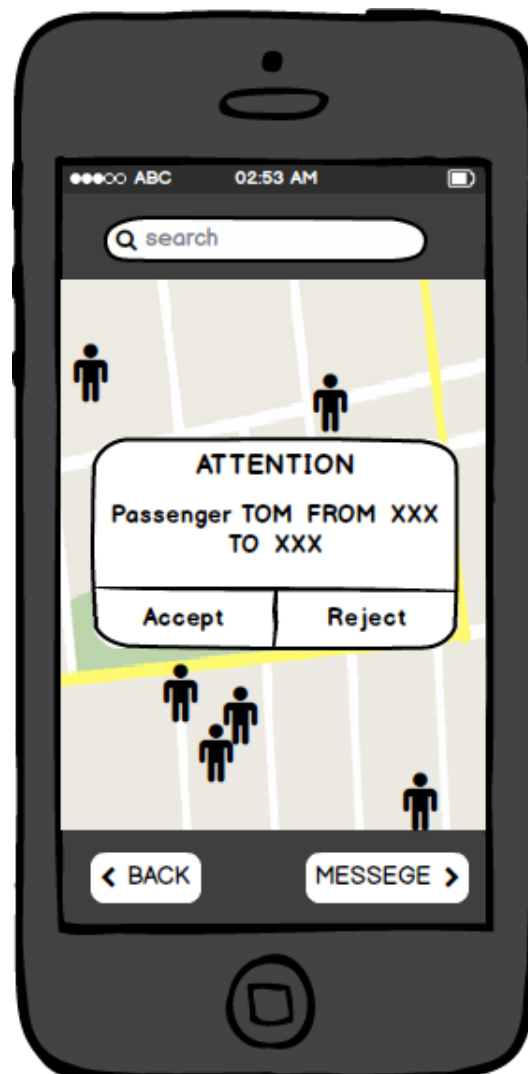 ABC 02:53 AM
search
ATTENTION
Passenger TOM FROM XXX
TO XXX
Accept Reject
BACK MESSEGE